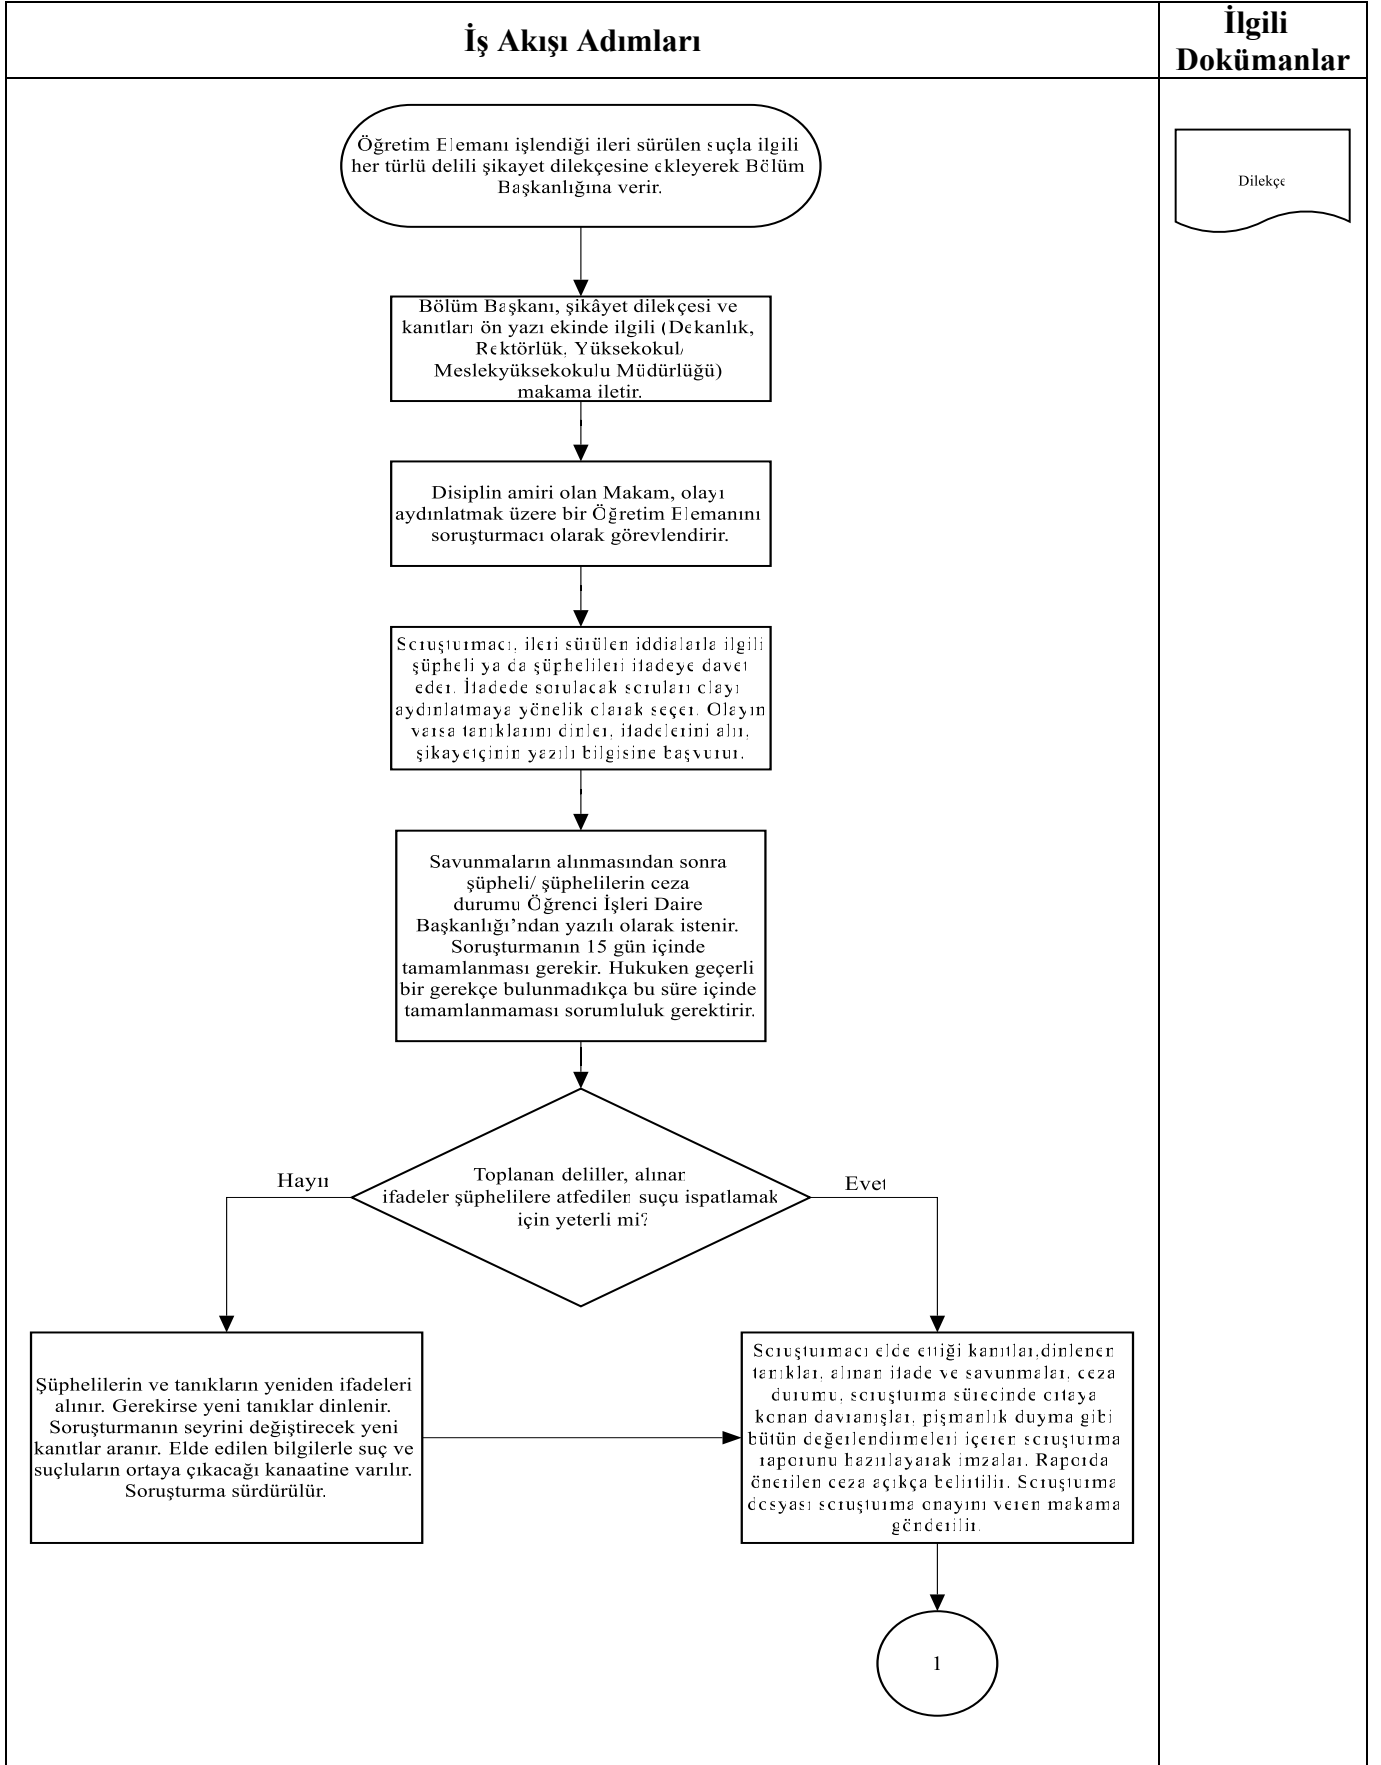 İş Akışı Adımları
İlgili
Dokümanlar
Öğretim Elemanı işlendiği ileri sürülen suçla ilgili
her türlü delili şikayet dilekçesine ekleyerek Bölüm
Başkanlığına verir.
Dilekçe
Bölüm Başkanı, şikâyet dilekçesi ve
kanıtları ön yazı ekinde ilgili (Dekanlık,
Rektörlük, Yüksekokul/
Meslekyüksekokulu Müdürlüğü)
makama iletir.
Disiplin amiri olan Makam, olayı
aydınlatmak üzere bir Öğretim Elemanını
soruşturmacı olarak görevlendirir.
Soruşturmacı, ileri sürülen iddialarla ilgili
şüpheli ya da şüphelileri ifadeye davet
eder. İfadede sorulacak soruları olayı
aydınlatmaya yönelik olarak seçer. Olayın
varsa tanıklarını dinler, ifadelerini alır,
şikayetçinin yazılı bilgisine başvurur.
Savunmaların alınmasından sonra
şüpheli/ şüphelilerin ceza
durumu Öğrenci İşleri Daire
Başkanlığı’ndan yazılı olarak istenir.
Soruşturmanın 15 gün içinde
tamamlanması gerekir. Hukuken geçerli
bir gerekçe bulunmadıkça bu süre içinde
tamamlanmaması sorumluluk gerektirir.
Toplanan deliller, alınan
ifadeler şüphelilere atfedilen suçu ispatlamak
için yeterli mi?
Hayır
Evet
Şüphelilerin ve tanıkların yeniden ifadeleri
alınır. Gerekirse yeni tanıklar dinlenir.
Soruşturmanın seyrini değiştirecek yeni
kanıtlar aranır. Elde edilen bilgilerle suç ve
suçluların ortaya çıkacağı kanaatine varılır.
Soruşturma sürdürülür.
Soruşturmacı elde ettiği kanıtlar,dinlenen
tanıklar, alınan ifade ve savunmalar, ceza
durumu, soruşturma sürecinde ortaya
konan davranışlar, pişmanlık duyma gibi
bütün değerlendirmeleri içeren soruşturma
raporunu hazırlayarak imzalar. Raporda
önerilen ceza açıkça belirtilir. Soruşturma
dosyası soruşturma onayını veren makama
gönderilir.
1